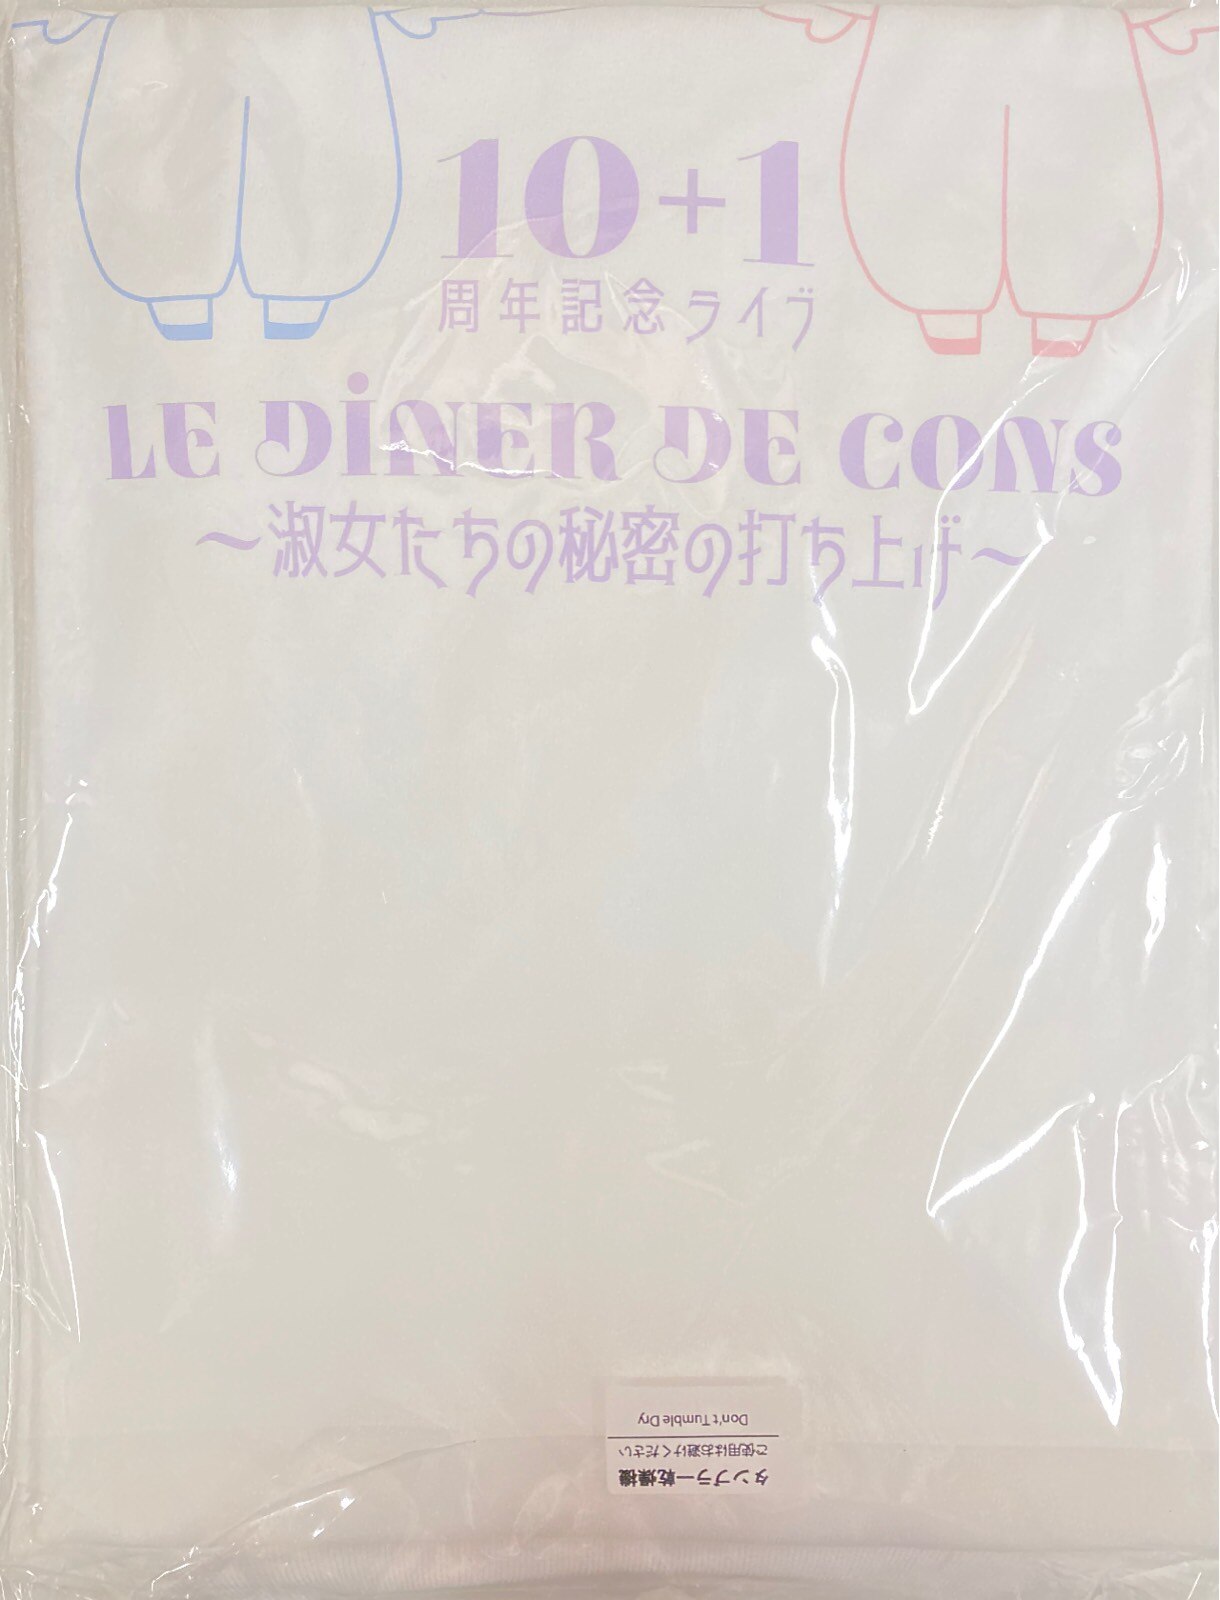 10+1
周年記念ライブ
LE DINER DE CONS
～淑女たちの秘密の打ち上げ～
タンブラー乾燥機
ご使用はお避けください
Don't Tumble Dry